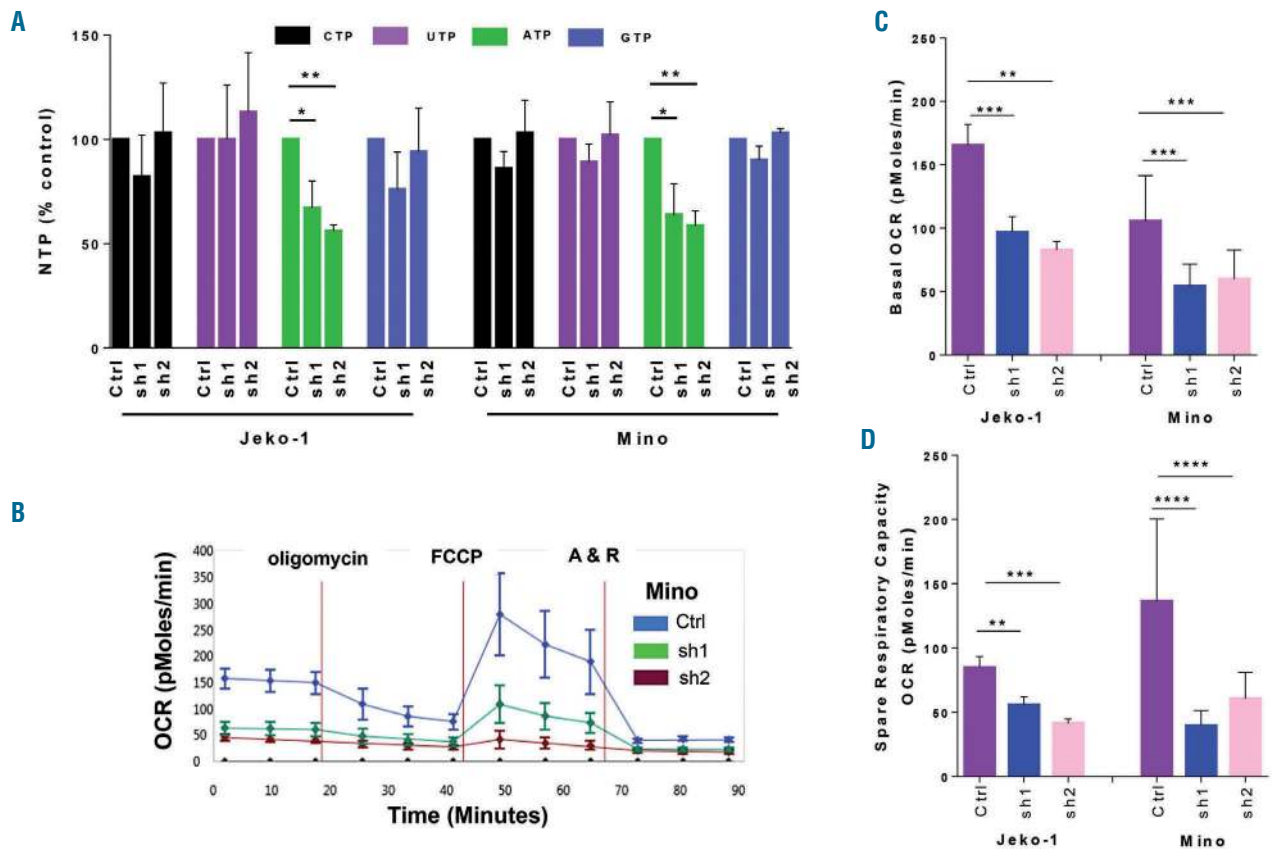 A
CTP UTP ATP GTP
NTP (% control)
150
100
50
0
** **
* *
Ctrl sh1 sh2 Ctrl sh1 sh2 Ctrl sh1 sh2 Ctrl sh1 sh2 Ctrl sh1 sh2 Ctrl sh1 sh2 Ctrl sh1 sh2 Ctrl sh1 sh2
Jeko-1 Mino
B
OCR (pMoles/min)
400
350
300
250
200
150
100
50
0
oligomycin FCCP A & R
Mino
Ctrl
sh1
sh2
0 10 20 30 40 50 60 70 80 90
Time (Minutes)
C
Basal OCR (pMoles/min)
250
200
150
100
50
0
** ***
*** ***
Ctrl sh1 sh2 Ctrl sh1 sh2
Jeko-1 Mino
D
Spare Respiratory Capacity
OCR (pMoles/min)
250
200
150
100
50
0
*** ****
** ****
Ctrl sh1 sh2 Ctrl sh1 sh2
Jeko-1 Mino